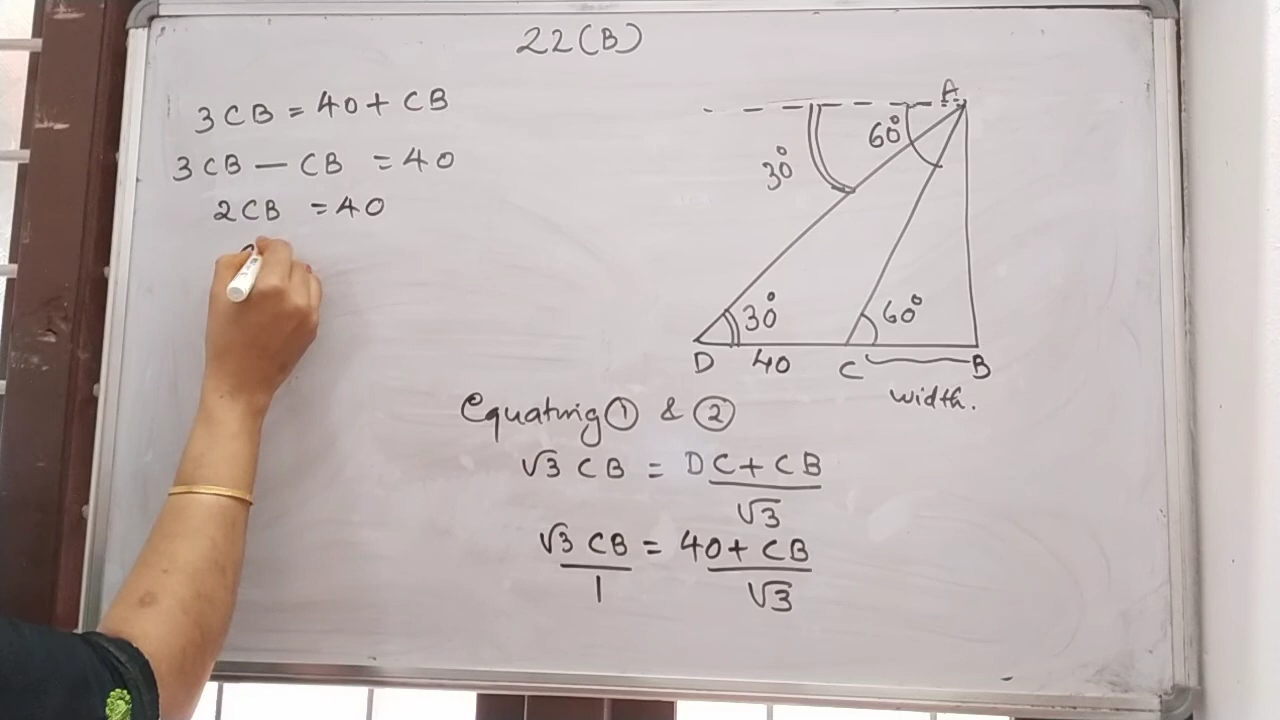 22(B)
3CB = 40 + CB
3CB — CB = 40
2CB = 40
A
60°
30°
30°
60°
D 40 C B
width.
Equating ① & ②
√3 CB = DC + CB
√3
√3 CB = 40 + CB
1 √3